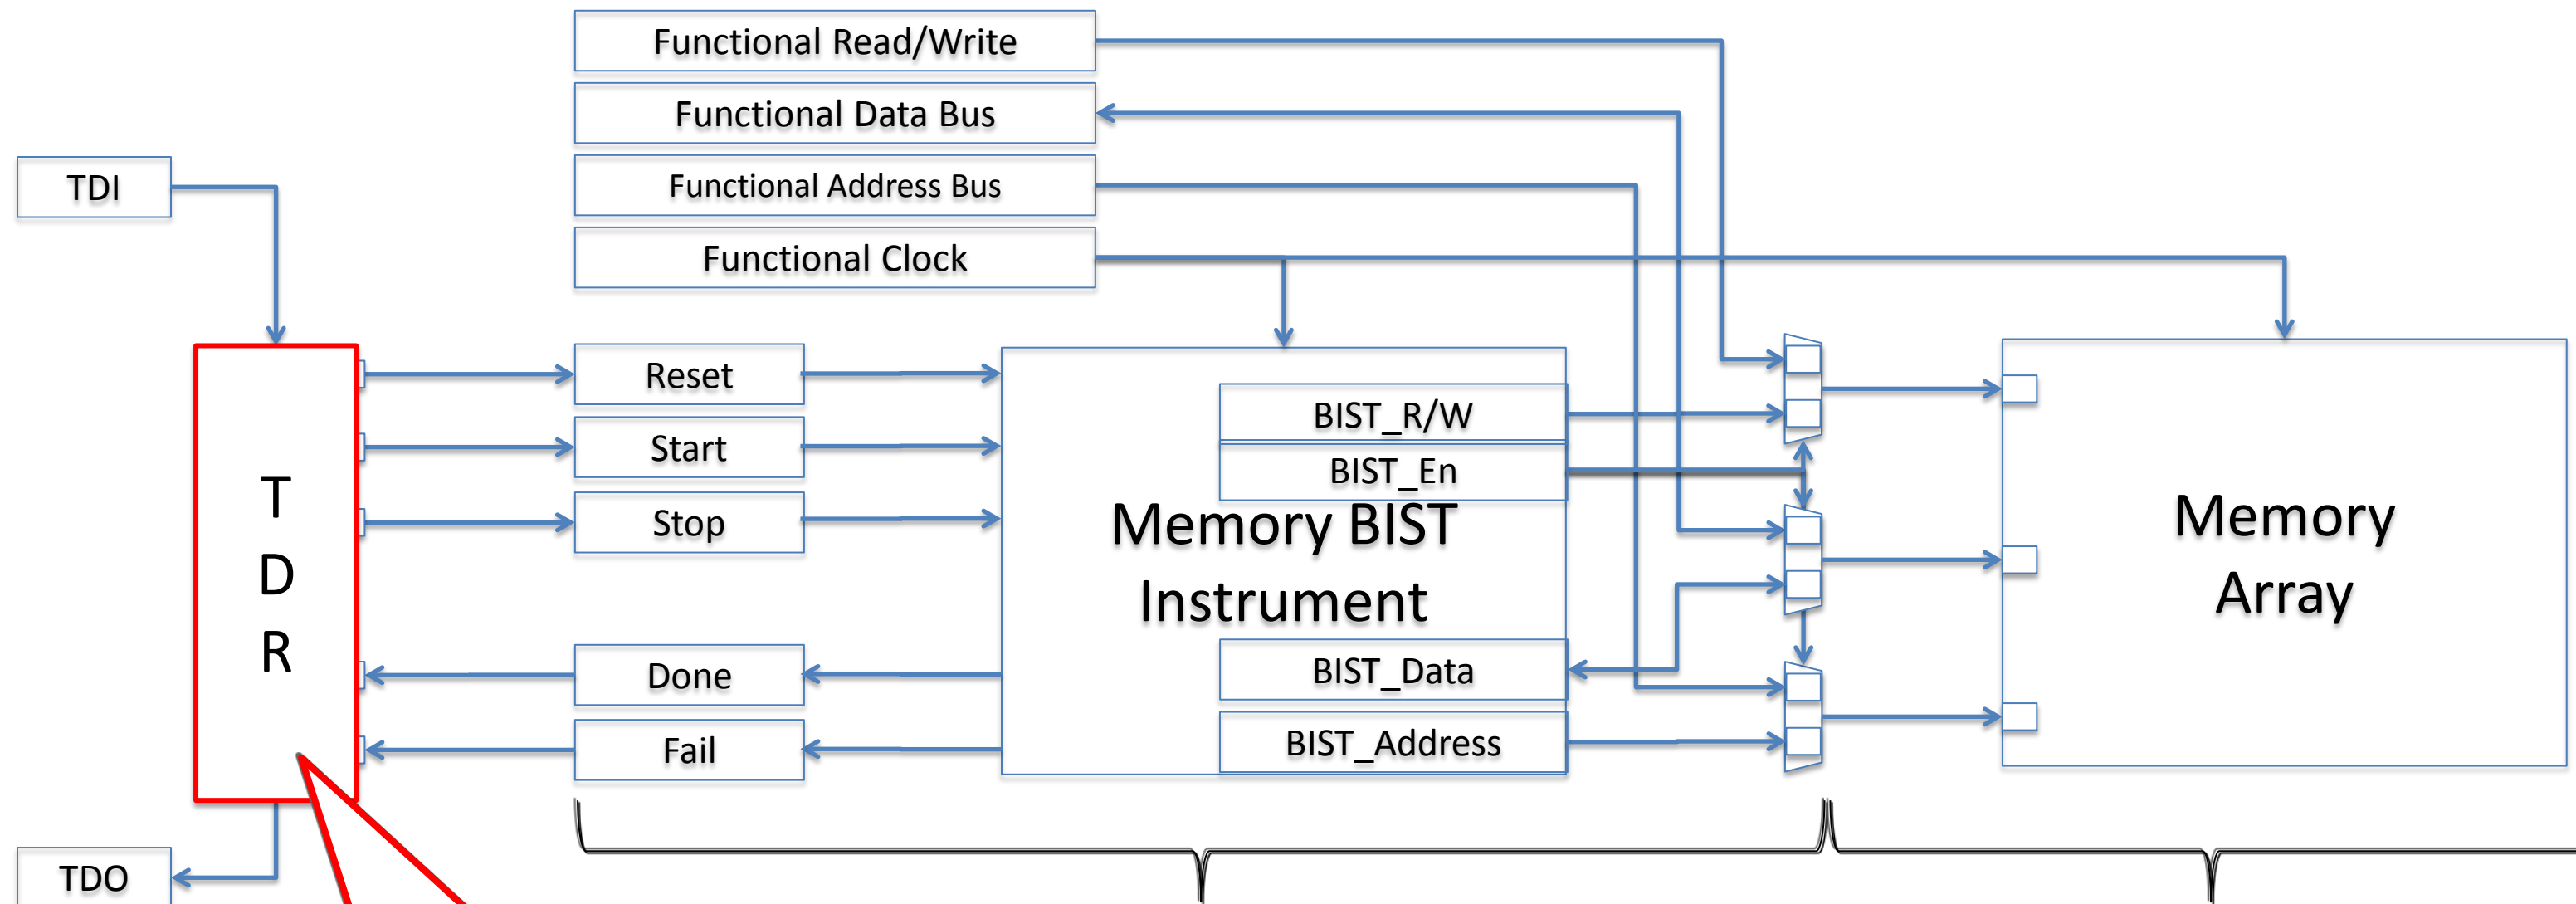 Functional Read/Write
Functional Data Bus
TDI
Functional Address Bus
Functional Clock
Reset
Start
Stop
Done
Fail
T
D
R
BIST_R/W
BIST_En
Memory BIST
Instrument
BIST_Data
BIST_Address
Memory
Array
TDO